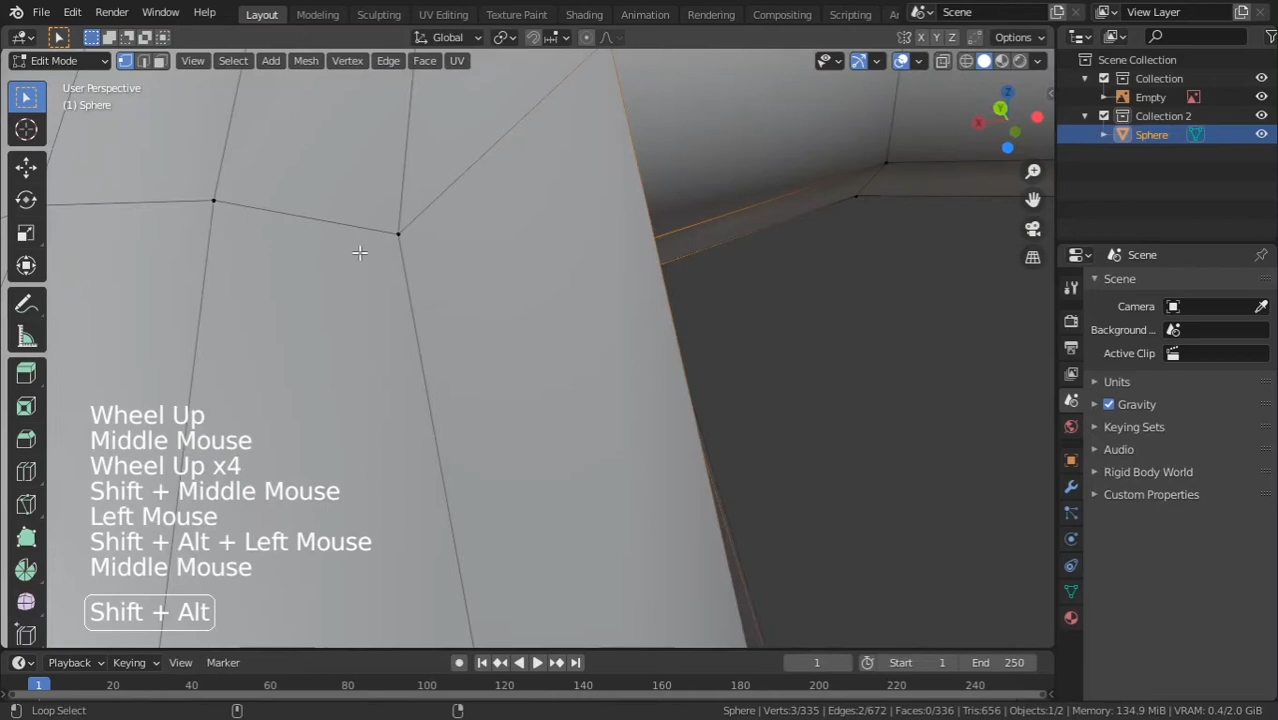 File Edit Render Window Help Layout Modeling Sculpting UV Editing Texture Paint Shading Animation Rendering Compositing Scripting Scene View Layer
Global X Y Z Options
Edit Mode View Select Add Mesh Vertex Edge Face UV
User Perspective
(1) Sphere
Z
Y
X
Wheel Up
Middle Mouse
Wheel Up x4
Shift + Middle Mouse
Left Mouse
Shift + Alt + Left Mouse
Middle Mouse
Shift + Alt
Scene Collection
Collection
Empty
Collection 2
Sphere
Scene
Scene
Camera
Background ...
Active Clip
Units
Gravity
Keying Sets
Audio
Rigid Body World
Custom Properties
Playback Keying View Marker 1 Start 1 End 250
1 20 40 60 80 100 120 140 160 180 200 220 240
Loop Select Sphere | Verts:3/335 | Edges:2/672 | Faces:0/336 | Tris:656 | Objects:1/2 | Memory: 134.9 MiB | VRAM: 0.4/2.0 GiB